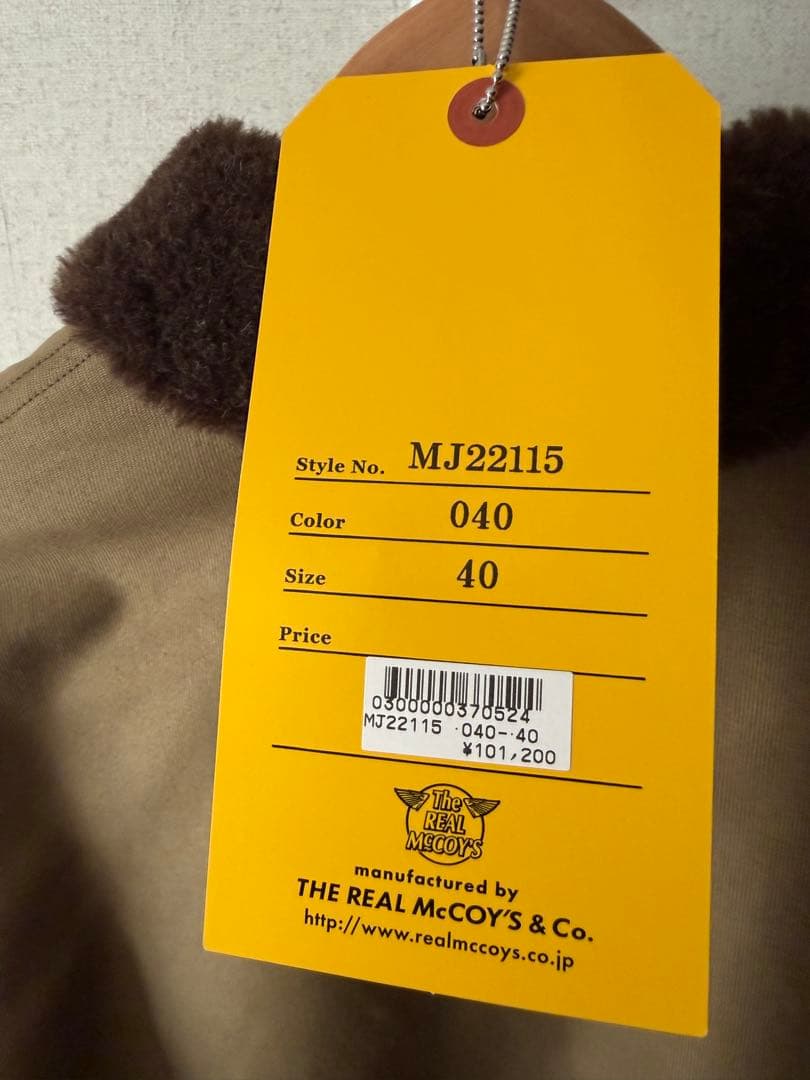 Style No. MJ22115
Color 040
Size 40
Price
0300000370524
MJ22115 ·040-·40
¥101,200
The
REAL
McCOY'S
manufactured by
THE REAL McCOY'S & Co.
http://www.realmccoys.co.jp